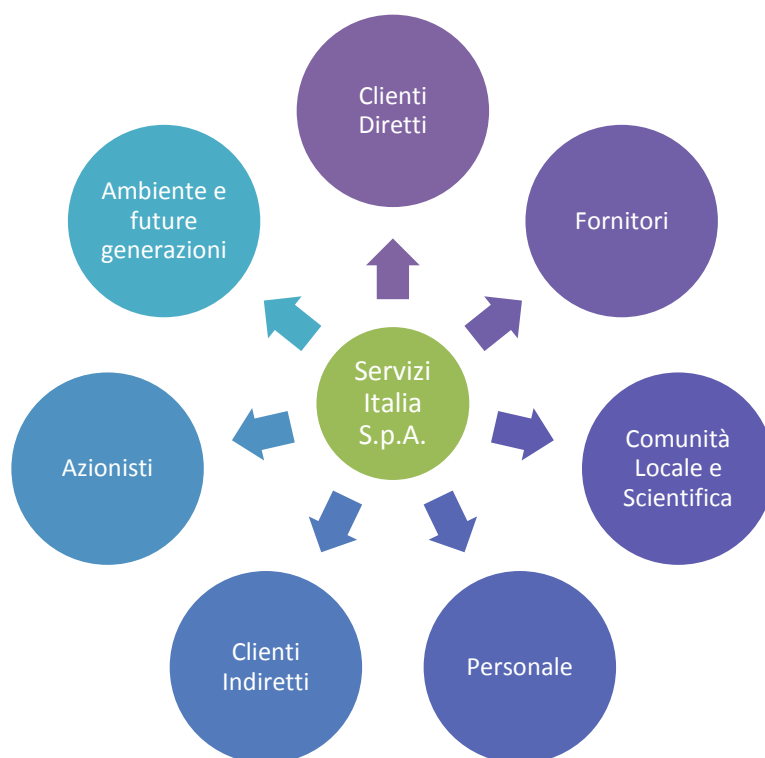 Clienti
Diretti
Ambiente e
future
generazioni
Fornitori
Servizi
Italia
S.p.A.
Azionisti
Comunità
Locale e
Scientifica
Clienti
Indiretti
Personale